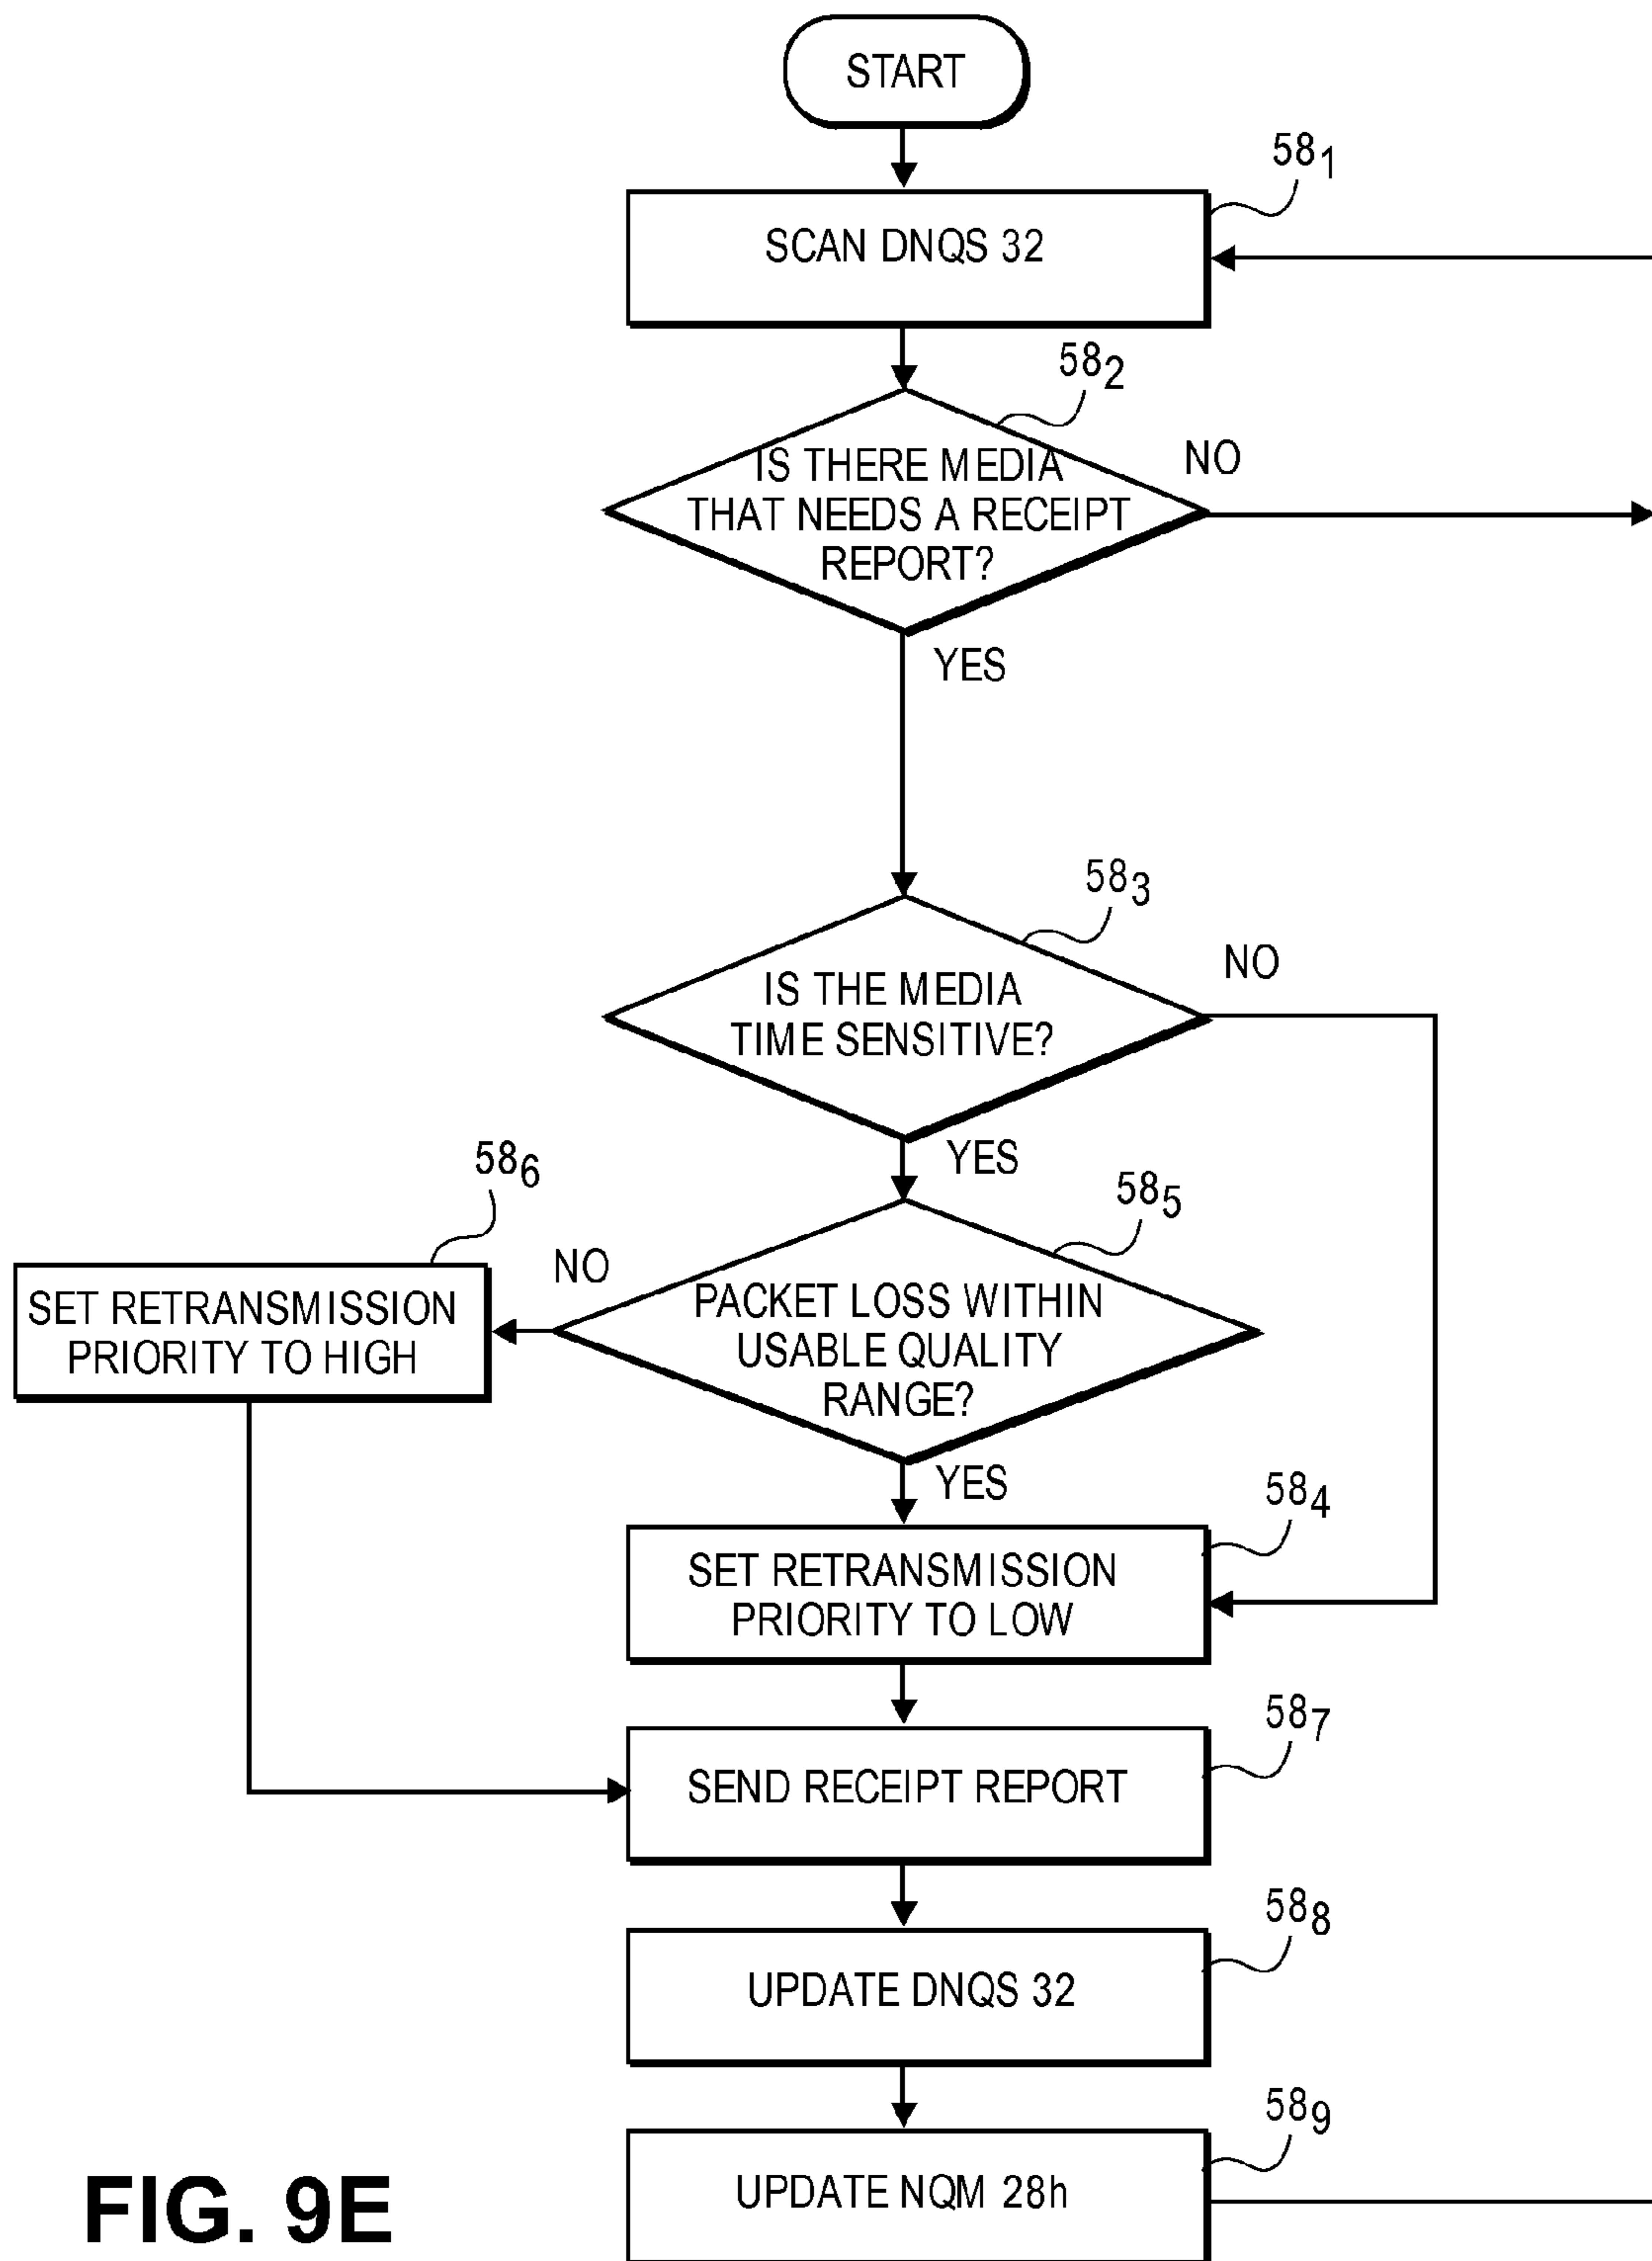 START
58₁
SCAN DNQS 32
58₂
IS THERE MEDIA
THAT NEEDS A RECEIPT
REPORT?
NO
YES
58₃
IS THE MEDIA
TIME SENSITIVE?
NO
YES
58₆
58₅
SET RETRANSMISSION
PRIORITY TO HIGH
NO
PACKET LOSS WITHIN
USABLE QUALITY
RANGE?
YES
58₄
SET RETRANSMISSION
PRIORITY TO LOW
58₇
SEND RECEIPT REPORT
58₈
UPDATE DNQS 32
58₉
UPDATE NQM 28h
FIG. 9E